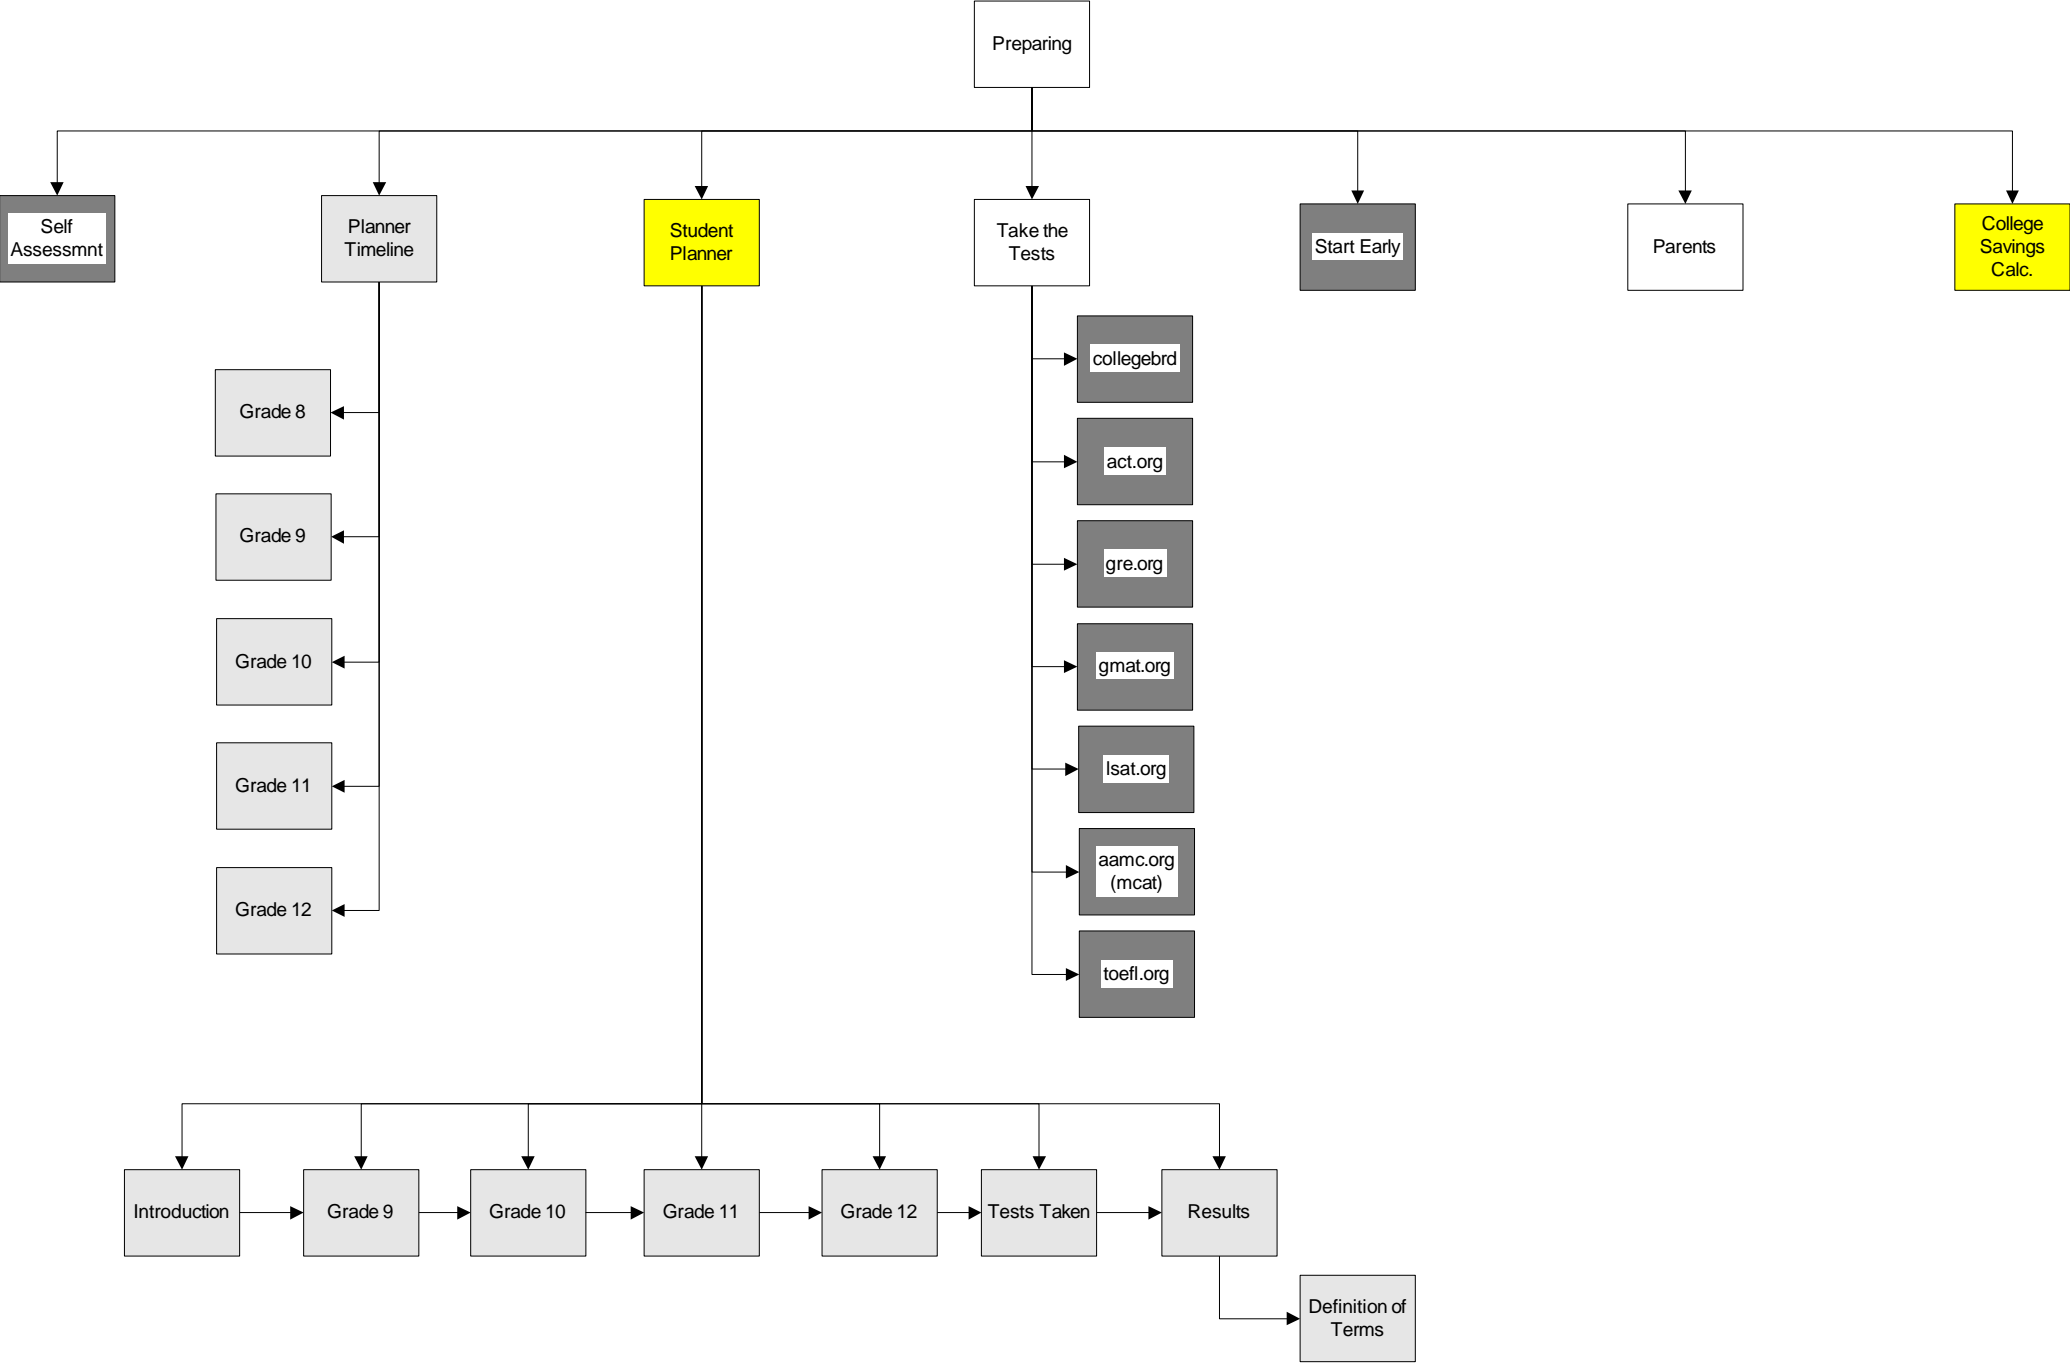 Preparing
Self
Assessmnt
Planner
Timeline
Student
Planner
Take the
Tests
Start Early
Parents
College
Savings
Calc.
collegebrd
Grade 8
act.org
Grade 9
gre.org
Grade 10
gmat.org
Grade 11
lsat.org
aamc.org
(mcat)
Grade 12
toefl.org
Introduction
Grade 9
Grade 10
Grade 11
Grade 12
Tests Taken
Results
Definition of
Terms